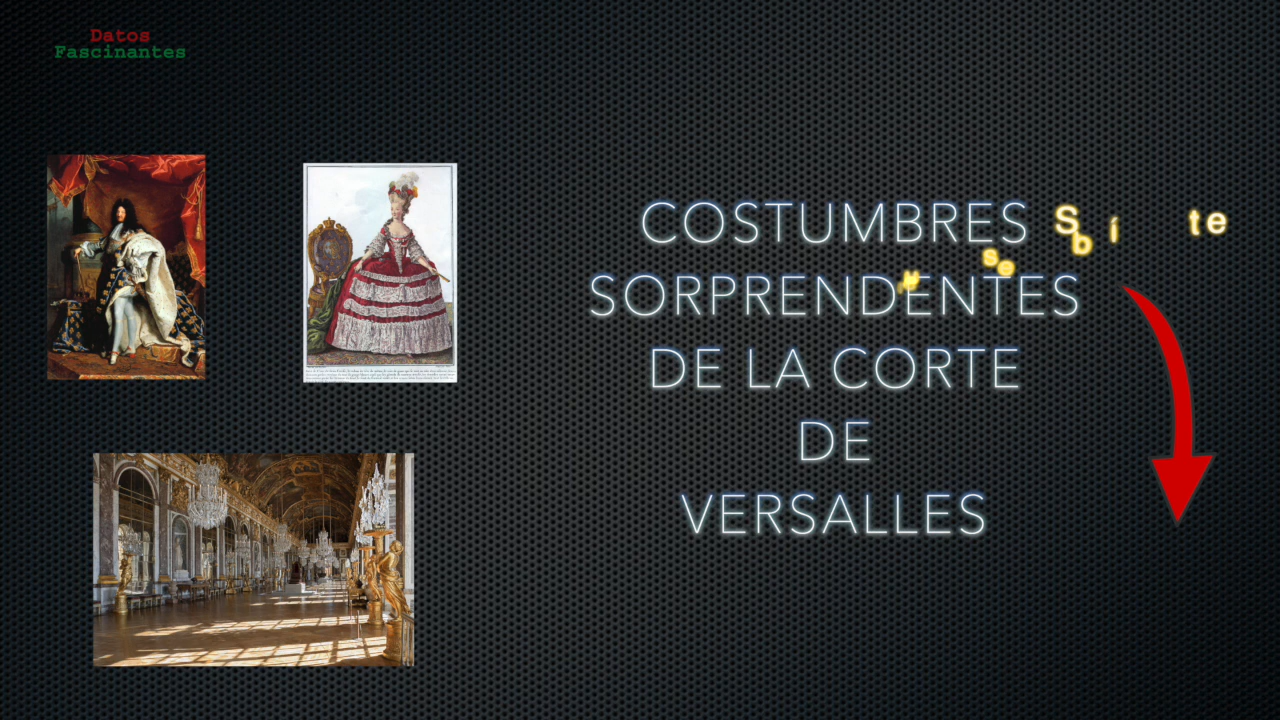 Datos
Fascinantes
COSTUMBRES
SORPRENDENTES
DE LA CORTE
DE
VERSALLES